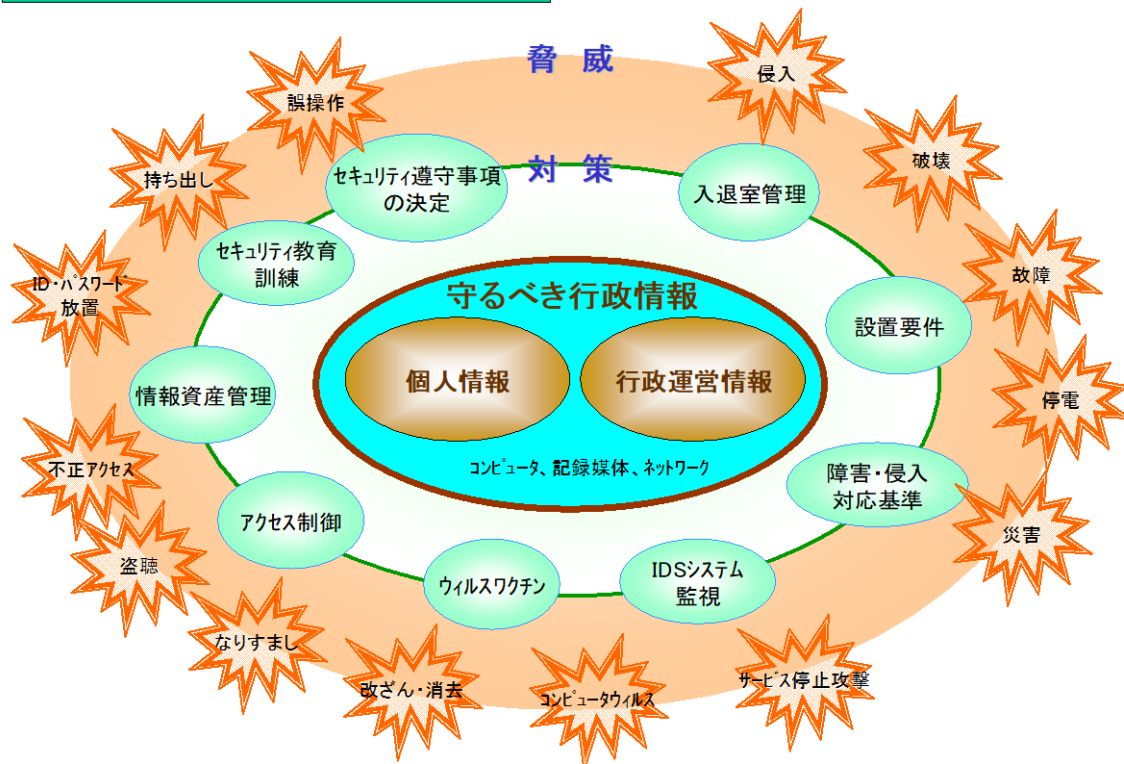 脅 威
侵入
誤操作
破壊
対 策
セキュリティ遵守事項
の決定
持ち出し
入退室管理
セキュリティ教育
訓練
故障
ID・パスワード
放置
守るべき行政情報
設置要件
個人情報
行政運営情報
情報資産管理
停電
コンピュータ、記録媒体、ネットワーク
不正アクセス
障害・侵入
対応基準
アクセス制御
災害
盗聴
ウィルスワクチン
IDSシステム
監視
なりすまし
改ざん・消去
コンピュータウィルス
サービス停止攻撃